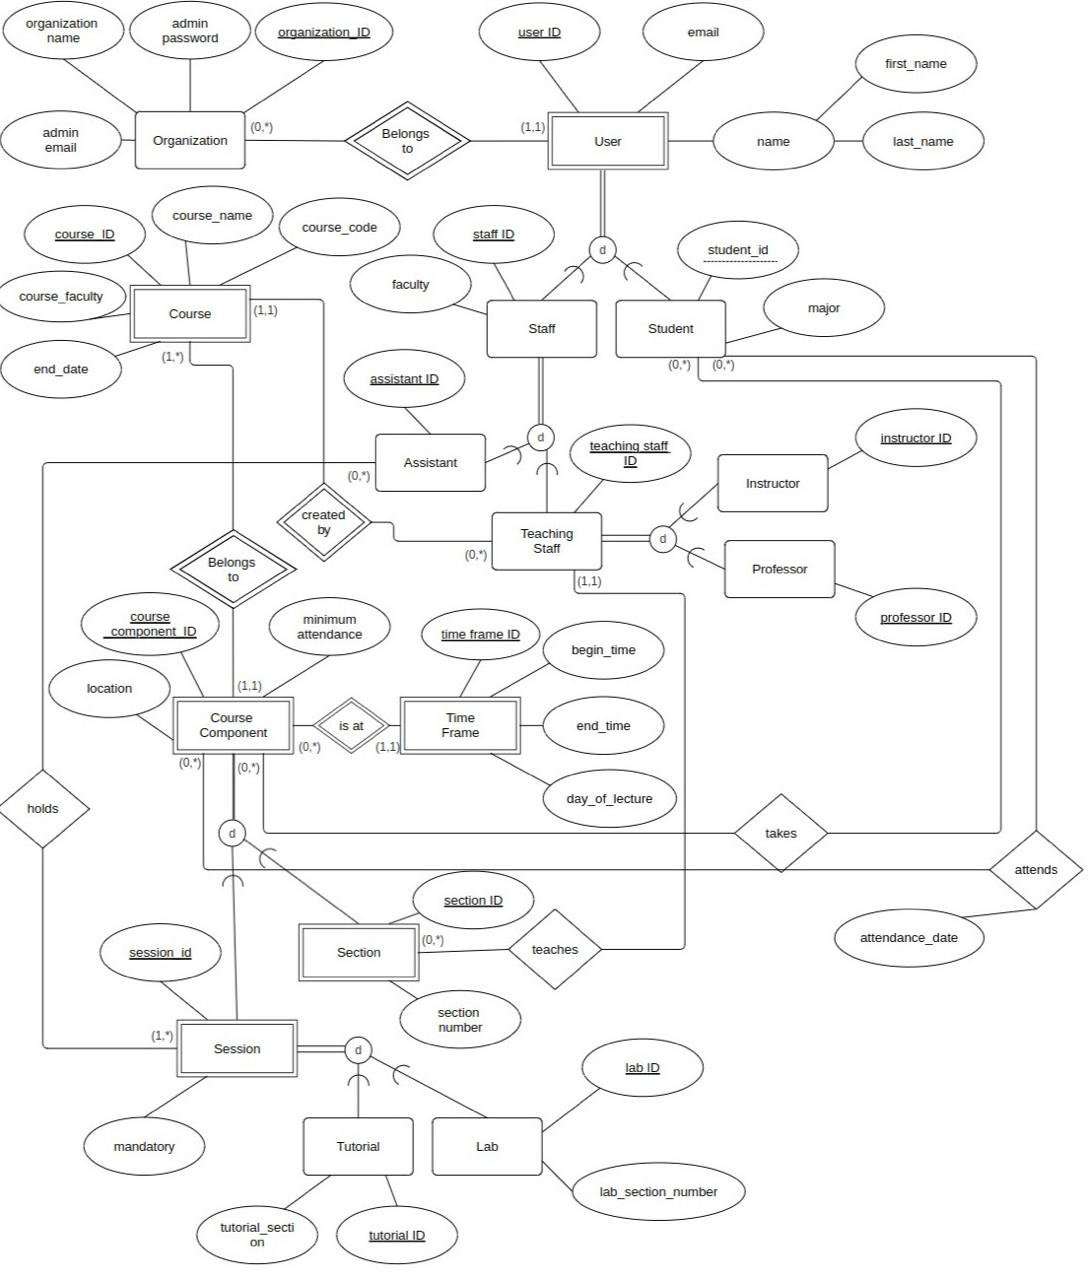 organization
name
admin
password
organization_ID
user ID
email
first_name
admin
email
Organization
(0,*)
Belongs
to
(1,1)
User
name
last_name
course_ID
course_name
course_code
staff ID
d
student_id
course_faculty
Course
(1,1)
faculty
Staff
Student
major
end_date
(1,*)
(0,*)
(0,*)
assistant ID
d
teaching staff
ID
instructor ID
Assistant
(0,*)
Instructor
created
by
(0,*)
Teaching
Staff
d
Professor
Belongs
to
(1,1)
professor ID
course
_component_ID
minimum
attendance
time frame ID
begin_time
location
(1,1)
Course
Component
(0,*)
is at
(1,1)
Time
Frame
end_time
(0,*)
(0,*)
day_of_lecture
holds
d
takes
attends
section ID
(0,*)
attendance_date
session_id
Section
teaches
section
number
(1,*)
Session
d
lab ID
mandatory
Tutorial
Lab
lab_section_number
tutorial_secti
on
tutorial ID